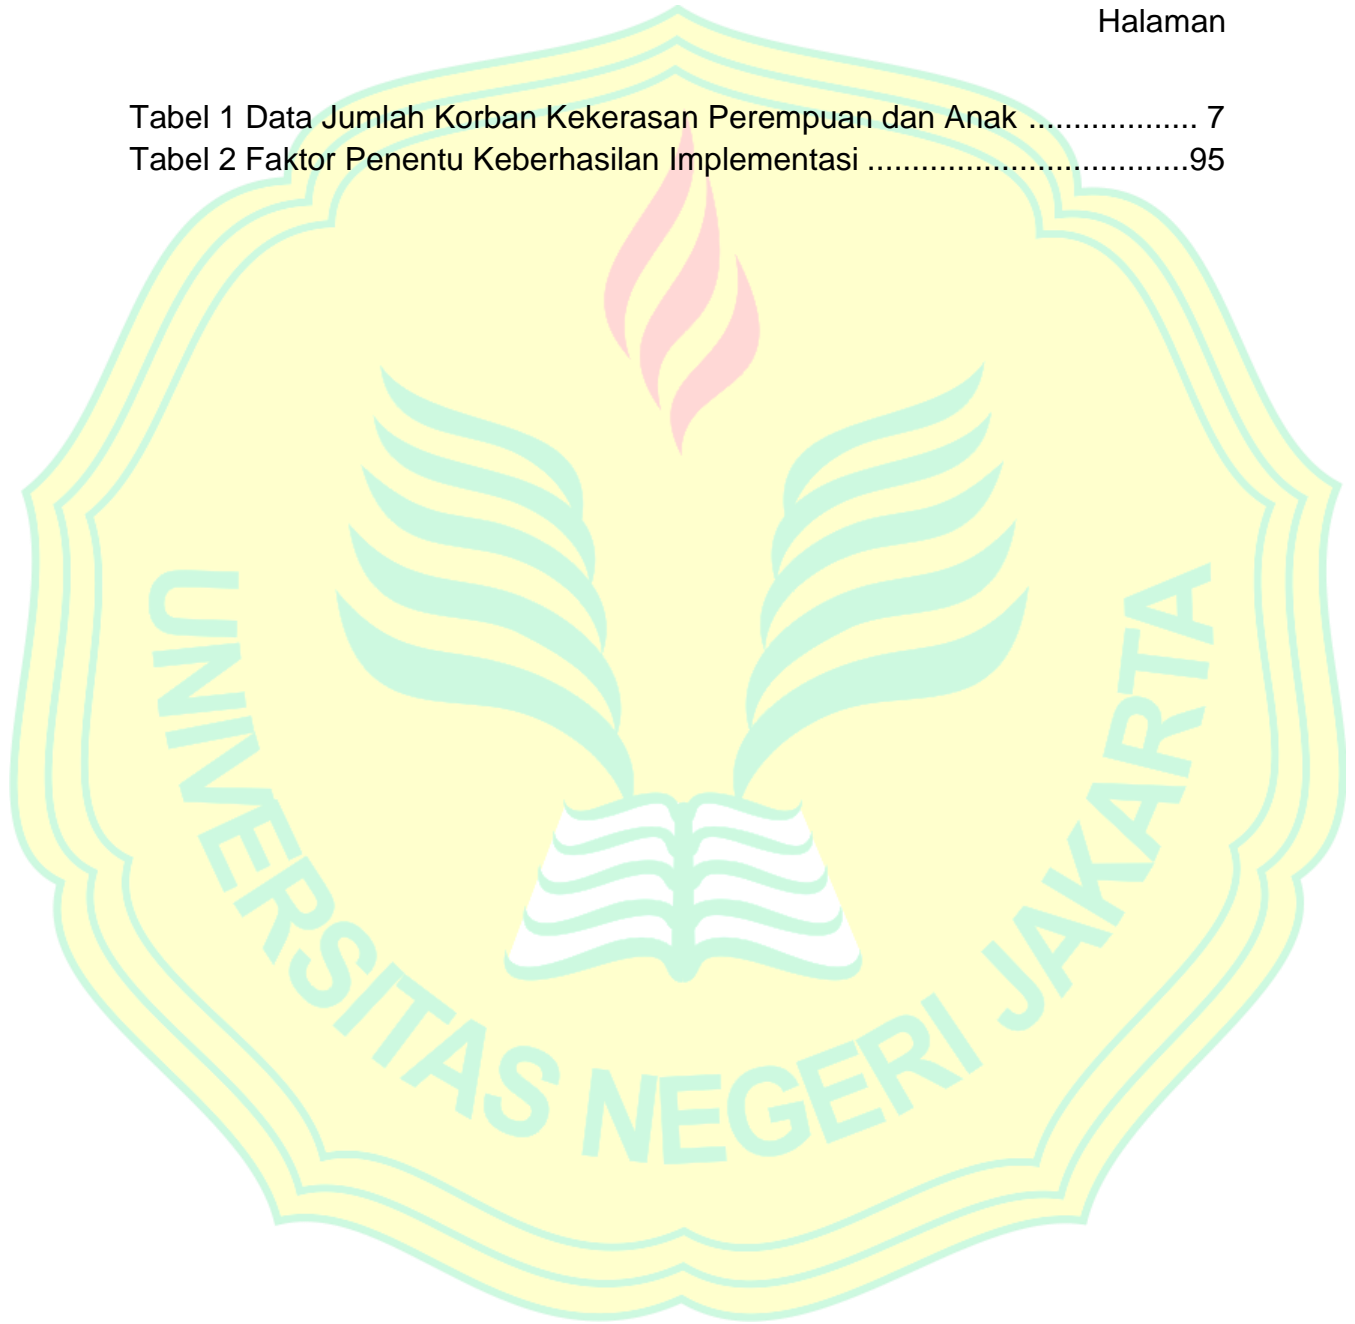 Halaman
Tabel 1 Data Jumlah Korban Kekerasan Perempuan dan Anak ................... 7
Tabel 2 Faktor Penentu Keberhasilan Implementasi ....................................95
UNIVERSITAS NEGERI JAKARTA